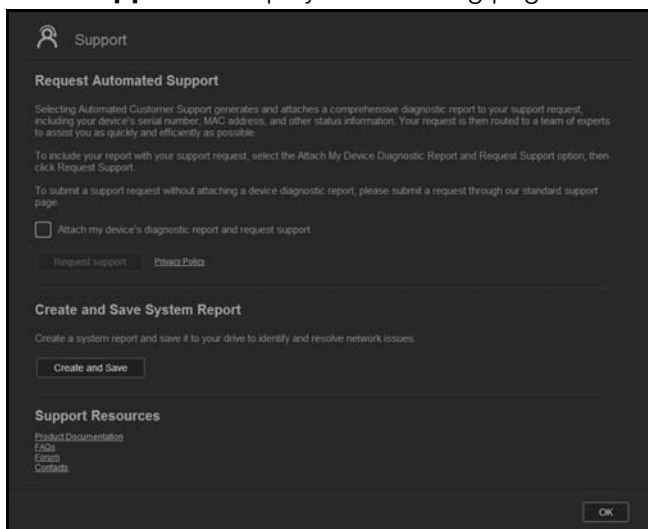 Support
Request Automated Support
Selecting Automated Customer Support generates and attaches a comprehensive diagnostic report to your support request,
including your device's serial number, MAC address, and other status information. Your request is then routed to a team of experts
to assist you as quickly and efficiently as possible.
To include your report with your support request, select the Attach My Device Diagnostic Report and Request Support option, then
click Request Support.
To submit a support request without attaching a device diagnostic report, please submit a request through our standard support
page.
Attach my device's diagnostic report and request support
Request support Privacy Policy
Create and Save System Report
Create a system report and save it to your drive to identify and resolve network issues.
Create and Save
Support Resources
Product Documentation
FAQs
Forum
Contacts
OK